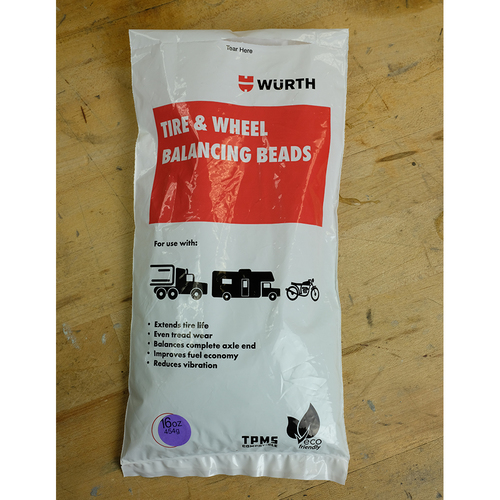 Tear Here
WÜRTH
TIRE & WHEEL
BALANCING BEADS
For use with:
• Extends tire life
• Even tread wear
• Balances complete axle end
• Improves fuel economy
• Reduces vibration
16oz
454g
TPMS
COMPATIBLE
eco
friendly